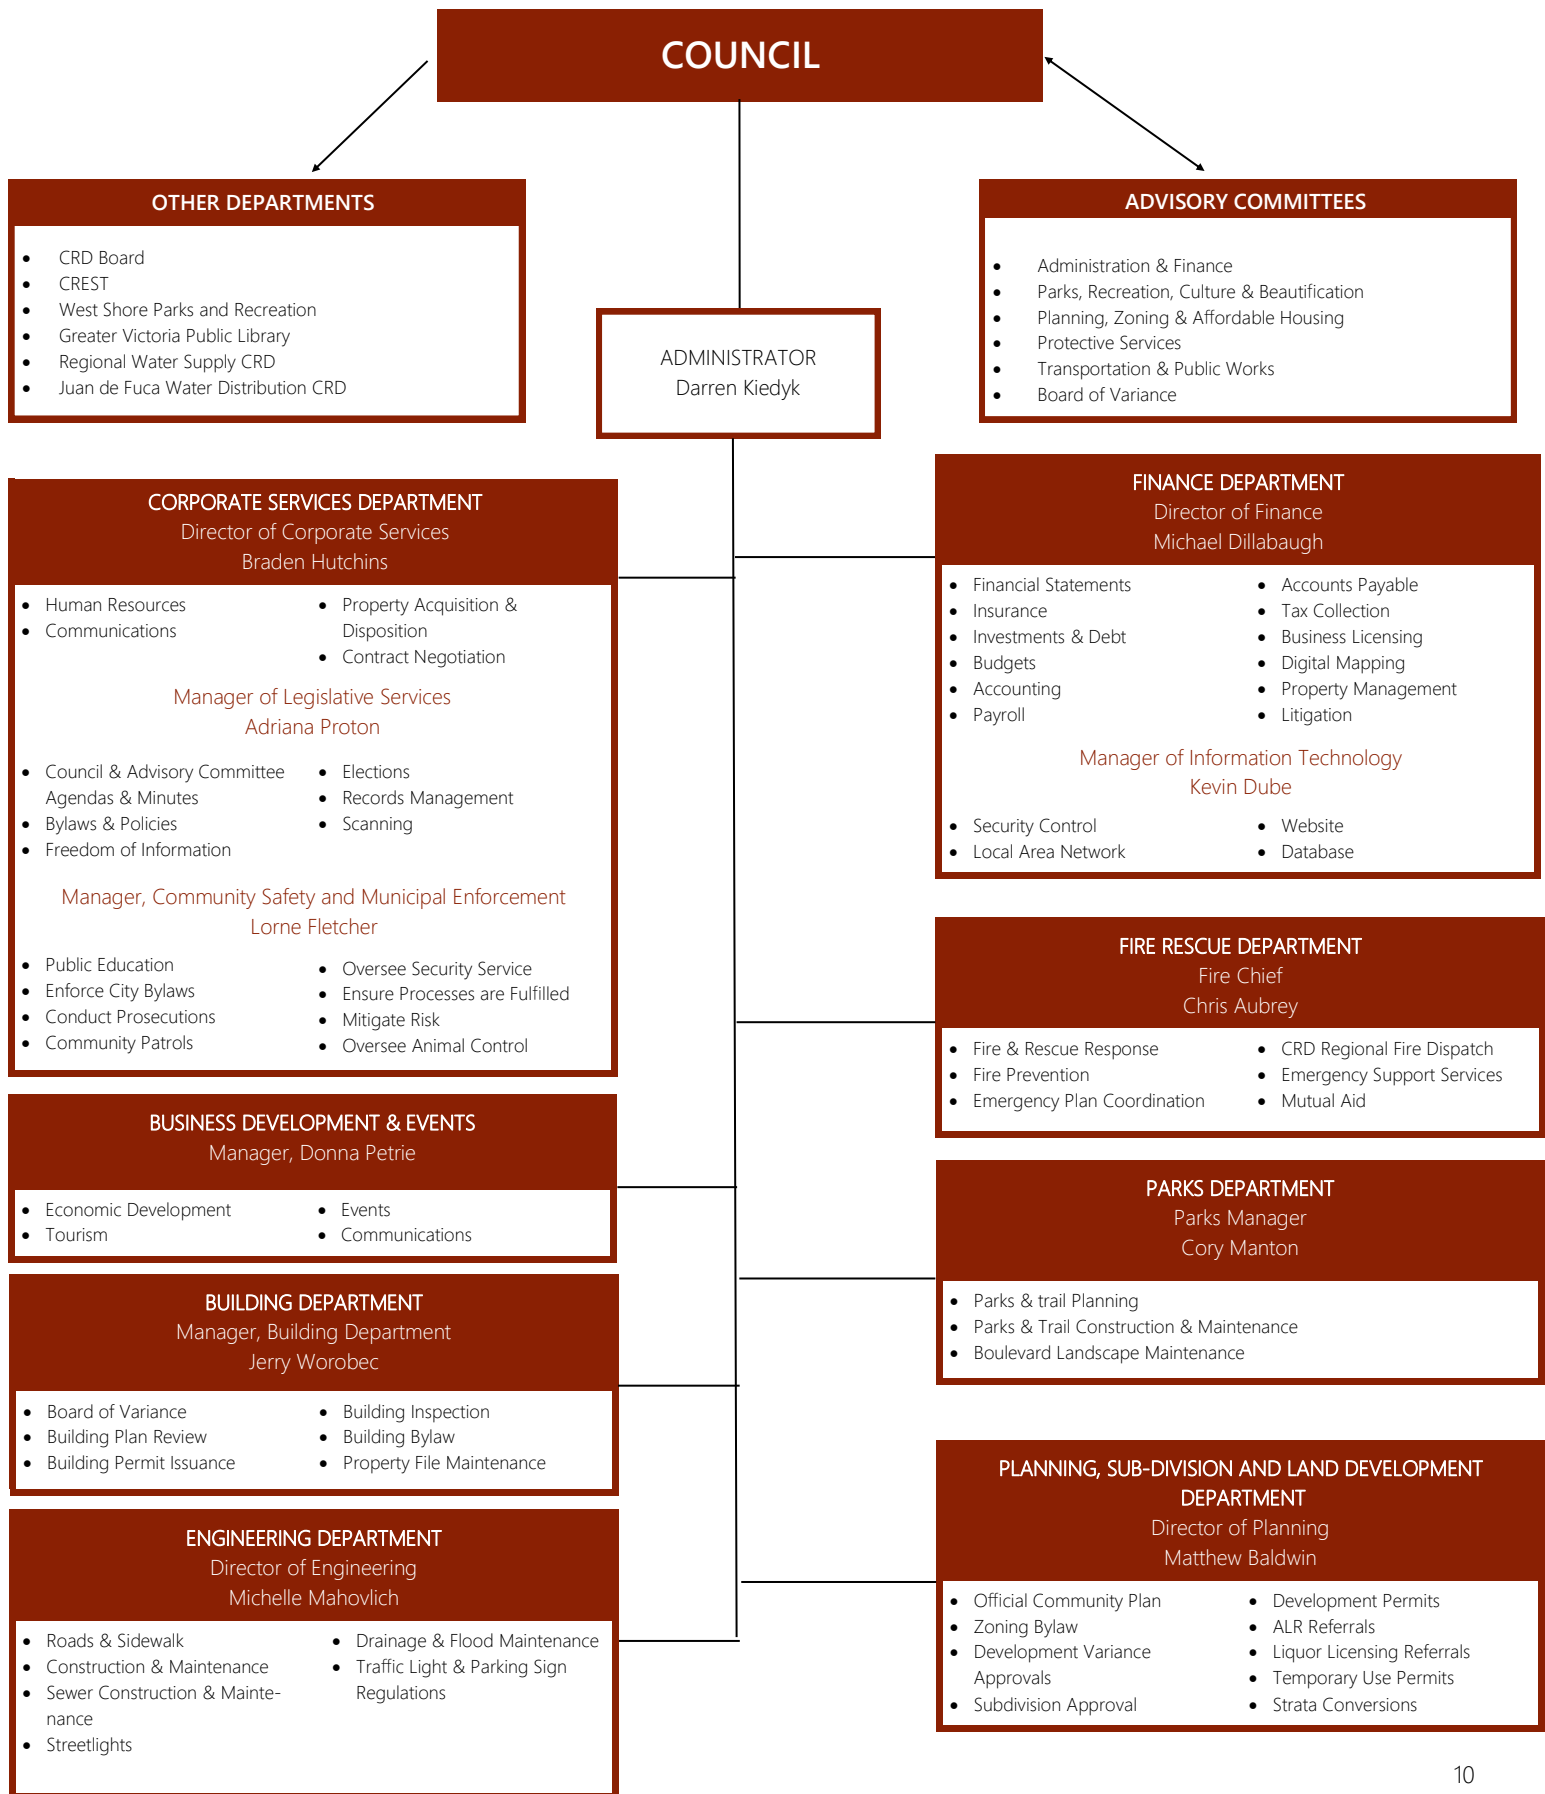 COUNCIL
OTHER DEPARTMENTS
• CRD Board
• CREST
• West Shore Parks and Recreation
• Greater Victoria Public Library
• Regional Water Supply CRD
• Juan de Fuca Water Distribution CRD
ADVISORY COMMITTEES
• Administration & Finance
• Parks, Recreation, Culture & Beautification
• Planning, Zoning & Affordable Housing
• Protective Services
• Transportation & Public Works
• Board of Variance
ADMINISTRATOR
Darren Kiedyk
CORPORATE SERVICES DEPARTMENT
Director of Corporate Services
Braden Hutchins
• Human Resources
• Communications
• Property Acquisition &
Disposition
• Contract Negotiation
Manager of Legislative Services
Adriana Proton
• Council & Advisory Committee
Agendas & Minutes
• Bylaws & Policies
• Freedom of Information
• Elections
• Records Management
• Scanning
Manager, Community Safety and Municipal Enforcement
Lorne Fletcher
• Public Education
• Enforce City Bylaws
• Conduct Prosecutions
• Community Patrols
• Oversee Security Service
• Ensure Processes are Fulfilled
• Mitigate Risk
• Oversee Animal Control
BUSINESS DEVELOPMENT & EVENTS
Manager, Donna Petrie
• Economic Development
• Tourism
• Events
• Communications
BUILDING DEPARTMENT
Manager, Building Department
Jerry Worobec
• Board of Variance
• Building Plan Review
• Building Permit Issuance
• Building Inspection
• Building Bylaw
• Property File Maintenance
ENGINEERING DEPARTMENT
Director of Engineering
Michelle Mahovlich
• Roads & Sidewalk
• Construction & Maintenance
• Sewer Construction & Mainte-
nance
• Streetlights
• Drainage & Flood Maintenance
• Traffic Light & Parking Sign
Regulations
FINANCE DEPARTMENT
Director of Finance
Michael Dillabaugh
• Financial Statements
• Insurance
• Investments & Debt
• Budgets
• Accounting
• Payroll
• Accounts Payable
• Tax Collection
• Business Licensing
• Digital Mapping
• Property Management
• Litigation
Manager of Information Technology
Kevin Dube
• Security Control
• Local Area Network
• Website
• Database
FIRE RESCUE DEPARTMENT
Fire Chief
Chris Aubrey
• Fire & Rescue Response
• Fire Prevention
• Emergency Plan Coordination
• CRD Regional Fire Dispatch
• Emergency Support Services
• Mutual Aid
PARKS DEPARTMENT
Parks Manager
Cory Manton
• Parks & trail Planning
• Parks & Trail Construction & Maintenance
• Boulevard Landscape Maintenance
PLANNING, SUB-DIVISION AND LAND DEVELOPMENT
DEPARTMENT
Director of Planning
Matthew Baldwin
• Official Community Plan
• Zoning Bylaw
• Development Variance
Approvals
• Subdivision Approval
• Development Permits
• ALR Referrals
• Liquor Licensing Referrals
• Temporary Use Permits
• Strata Conversions
10